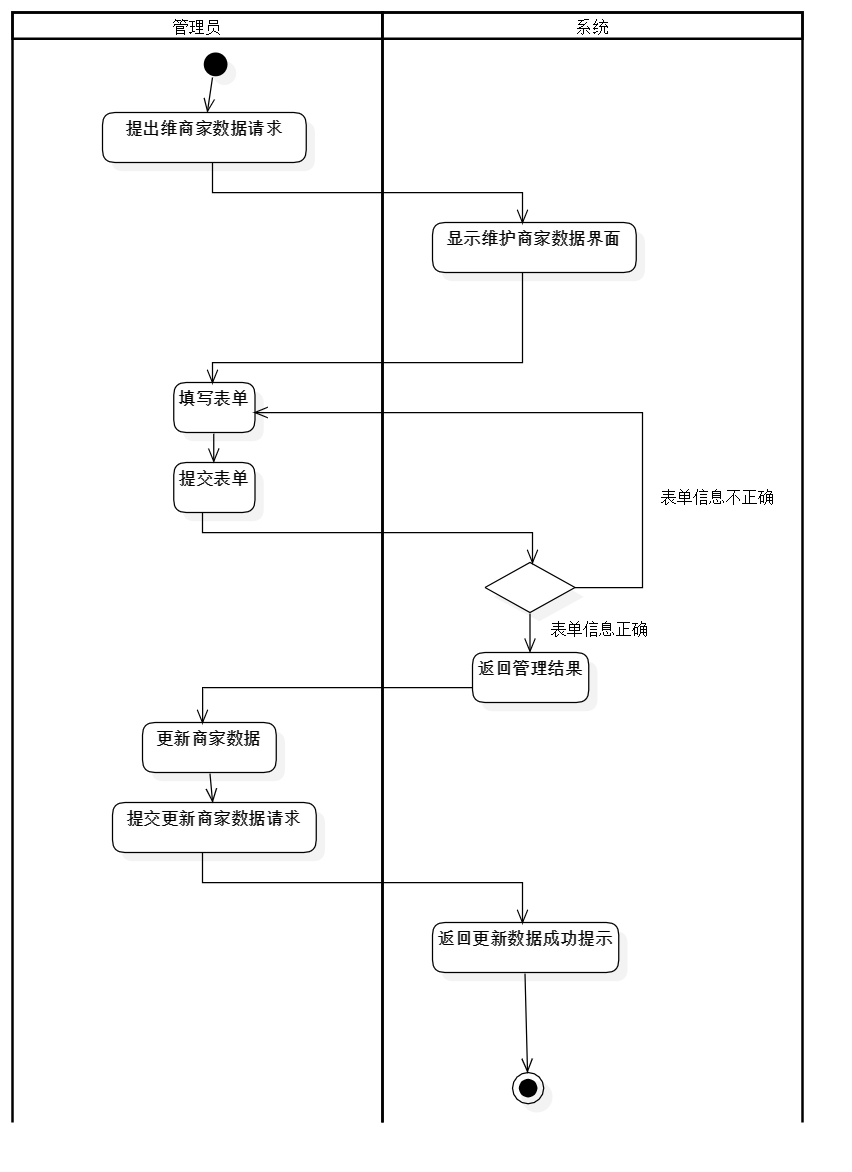 管理员
系统
提出维商家数据请求
显示维护商家数据界面
填写表单
提交表单
表单信息不正确
表单信息正确
返回管理结果
更新商家数据
提交更新商家数据请求
返回更新数据成功提示